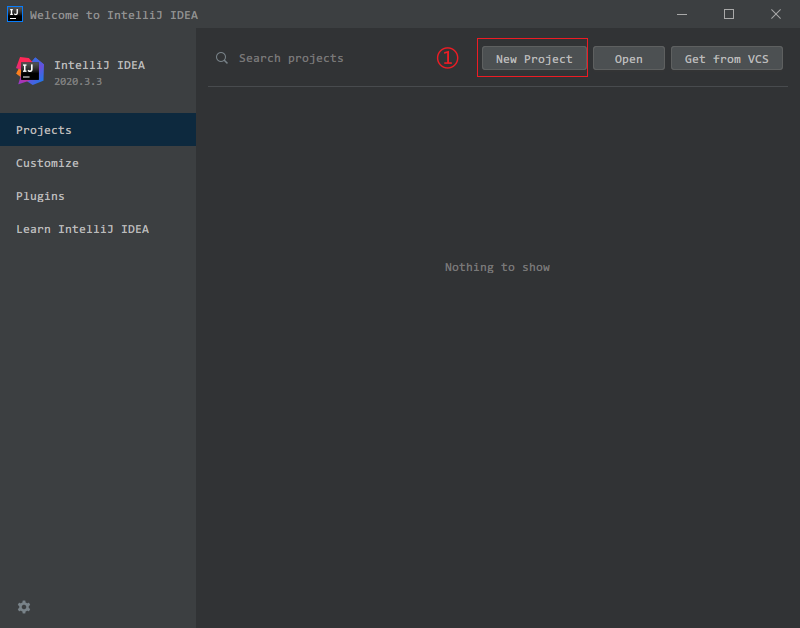 Welcome to IntelliJ IDEA
IntelliJ IDEA
2020.3.3
Projects
Customize
Plugins
Learn IntelliJ IDEA
Search projects
①
New Project
Open
Get from VCS
Nothing to show